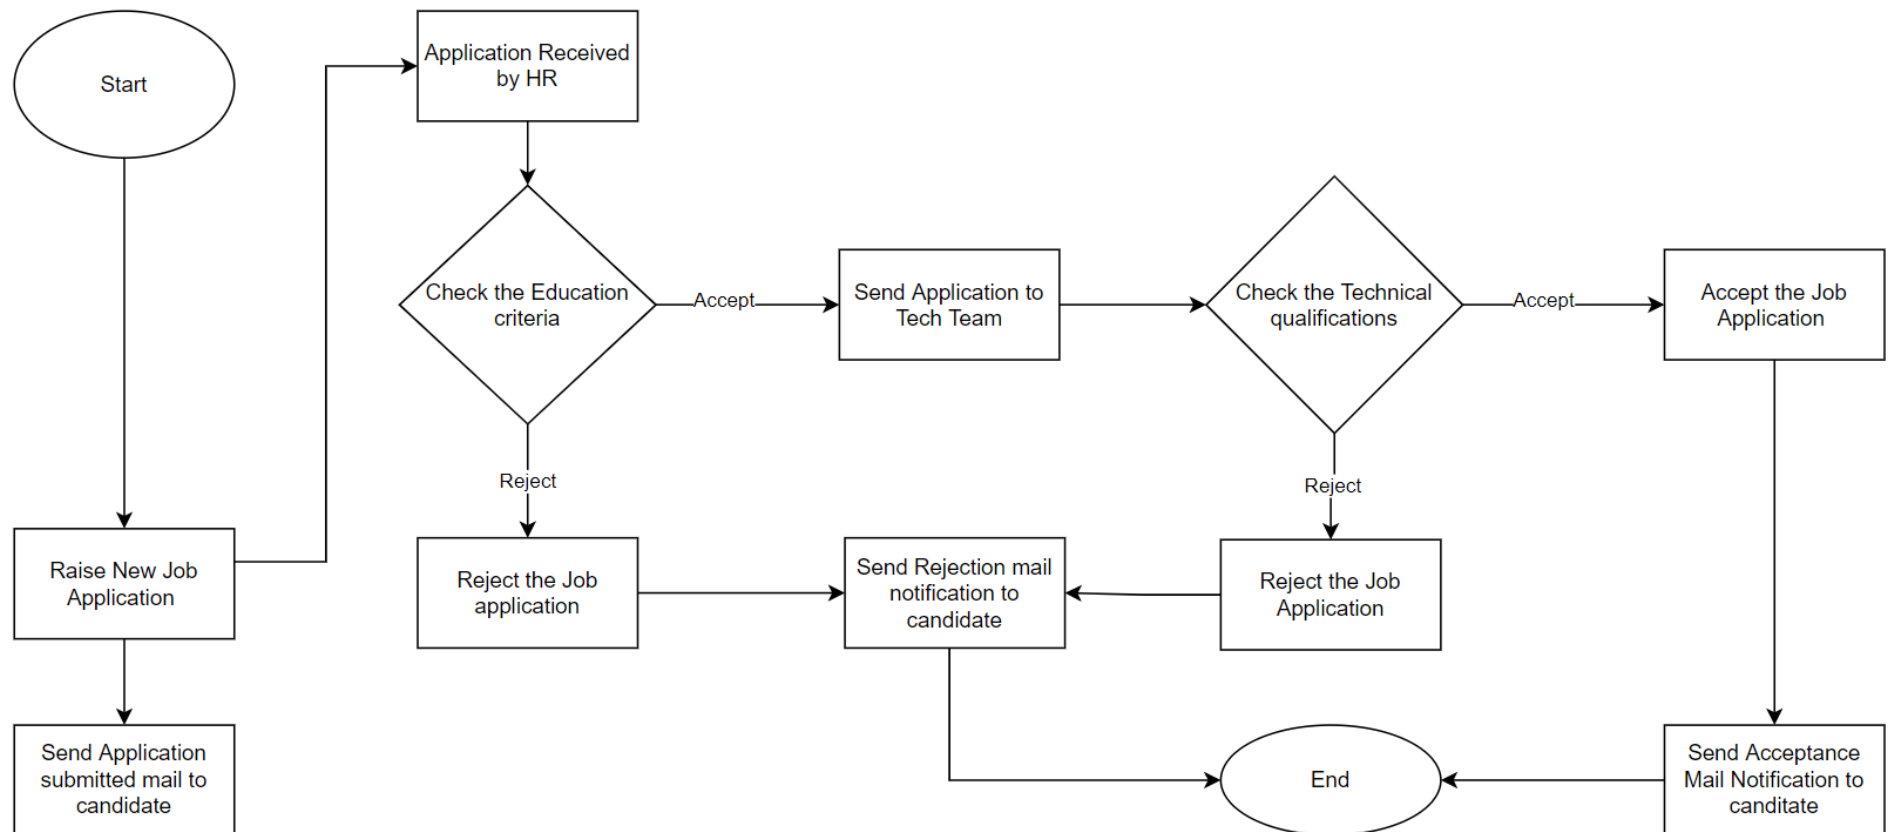 Start
Application Received
by HR
Check the Education
criteria
Accept
Send Application to
Tech Team
Check the Technical
qualifications
Accept
Accept the Job
Application
Reject
Reject
Raise New Job
Application
Reject the Job
application
Send Rejection mail
notification to
candidate
Reject the Job
Application
Send Application
submitted mail to
candidate
End
Send Acceptance
Mail Notification to
canditate